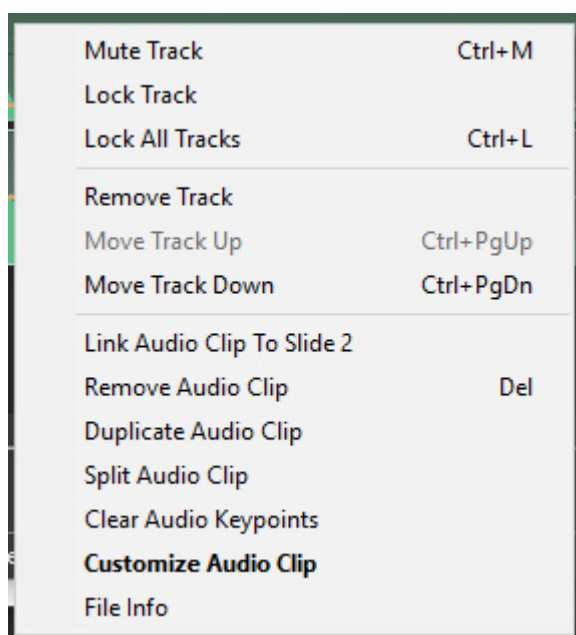 Mute Track Ctrl+M
Lock Track
Lock All Tracks Ctrl+L
Remove Track
Move Track Up Ctrl+PgUp
Move Track Down Ctrl+PgDn
Link Audio Clip To Slide 2
Remove Audio Clip Del
Duplicate Audio Clip
Split Audio Clip
Clear Audio Keypoints
Customize Audio Clip
File Info